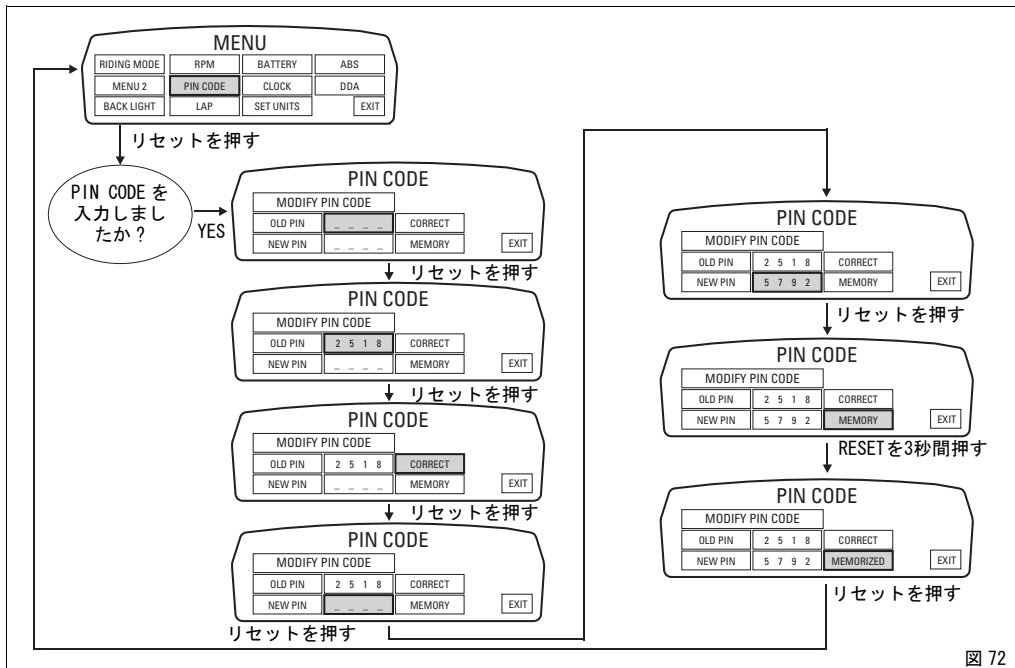 MENU
RIDING MODE RPM BATTERY ABS
MENU 2 PIN CODE CLOCK DDA
BACK LIGHT LAP SET UNITS EXIT
リセットを押す
PIN CODE を
入力しまし
たか？
YES
PIN CODE
MODIFY PIN CODE
OLD PIN _ _ _ _ CORRECT
NEW PIN _ _ _ _ MEMORY EXIT
リセットを押す
PIN CODE
MODIFY PIN CODE
OLD PIN 2 5 1 8 CORRECT
NEW PIN _ _ _ _ MEMORY EXIT
リセットを押す
PIN CODE
MODIFY PIN CODE
OLD PIN 2 5 1 8 CORRECT
NEW PIN _ _ _ _ MEMORY EXIT
リセットを押す
PIN CODE
MODIFY PIN CODE
OLD PIN 2 5 1 8 CORRECT
NEW PIN _ _ _ _ MEMORY EXIT
リセットを押す
PIN CODE
MODIFY PIN CODE
OLD PIN 2 5 1 8 CORRECT
NEW PIN 5 7 9 2 MEMORY EXIT
リセットを押す
PIN CODE
MODIFY PIN CODE
OLD PIN 2 5 1 8 CORRECT
NEW PIN 5 7 9 2 MEMORY EXIT
RESETを3秒間押す
PIN CODE
MODIFY PIN CODE
OLD PIN 2 5 1 8 CORRECT
NEW PIN 5 7 9 2 MEMORIZED EXIT
リセットを押す
図 72